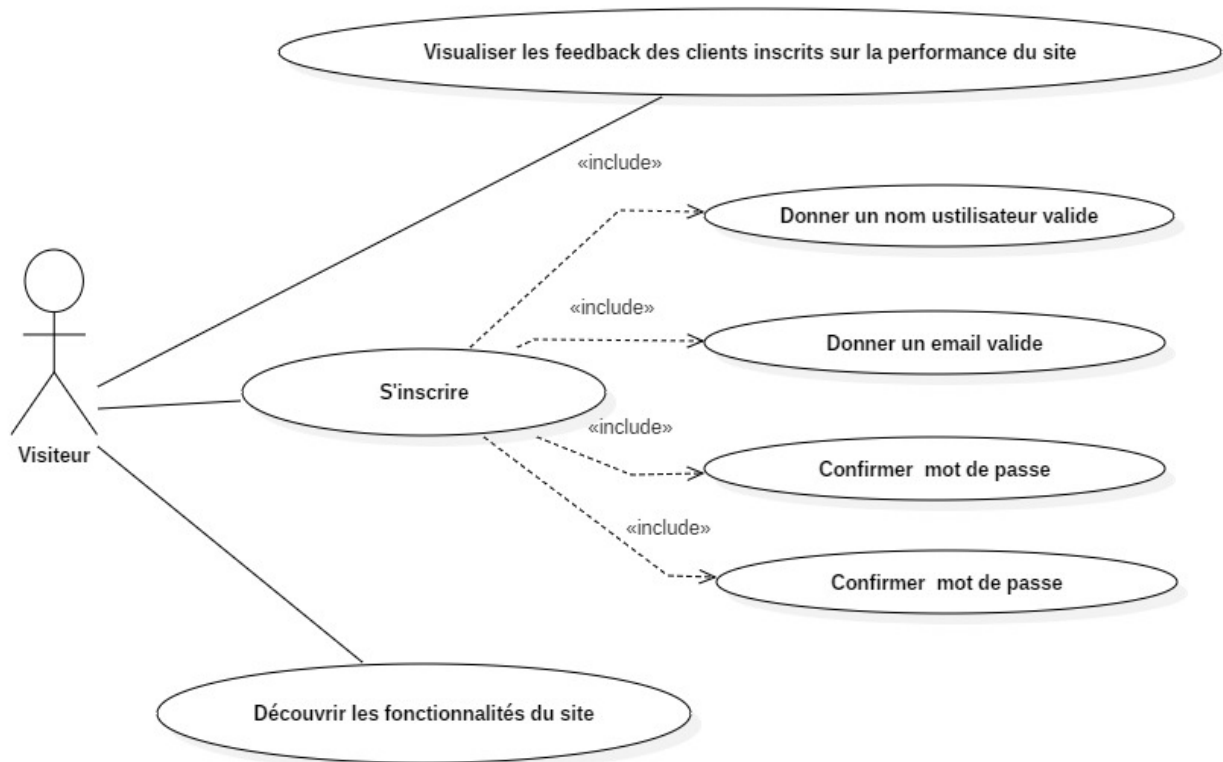 Visualiser les feedback des clients inscrits sur la performance du site
«include»
Donner un nom ustilisateur valide
«include»
Donner un email valide
S'inscrire
«include»
Visiteur
Confirmer mot de passe
«include»
Confirmer mot de passe
Découvrir les fonctionnalités du site